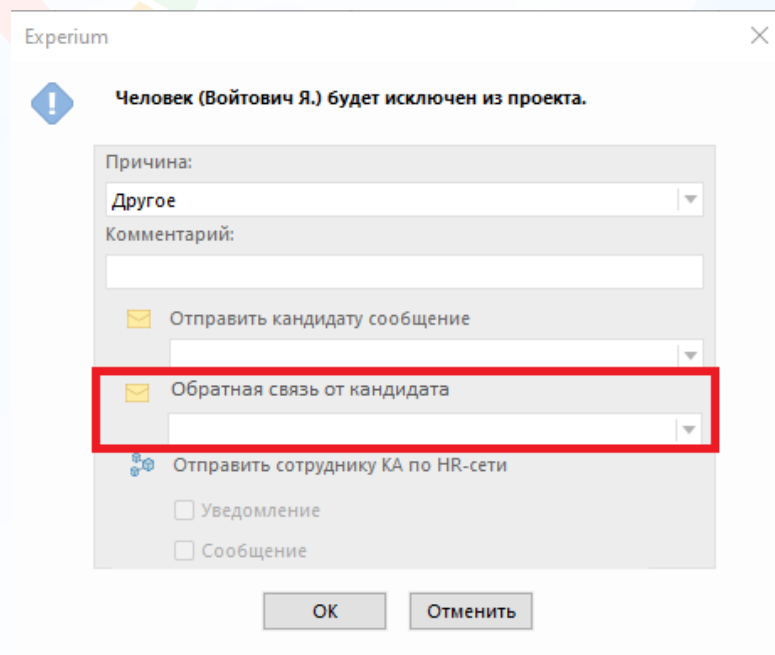 Experium
Человек (Войтович Я.) будет исключен из проекта.
Причина:
Другое
Комментарий:
Отправить кандидату сообщение
Обратная связь от кандидата
Отправить сотруднику КА по HR-сети
Уведомление
Сообщение
ОК
Отменить